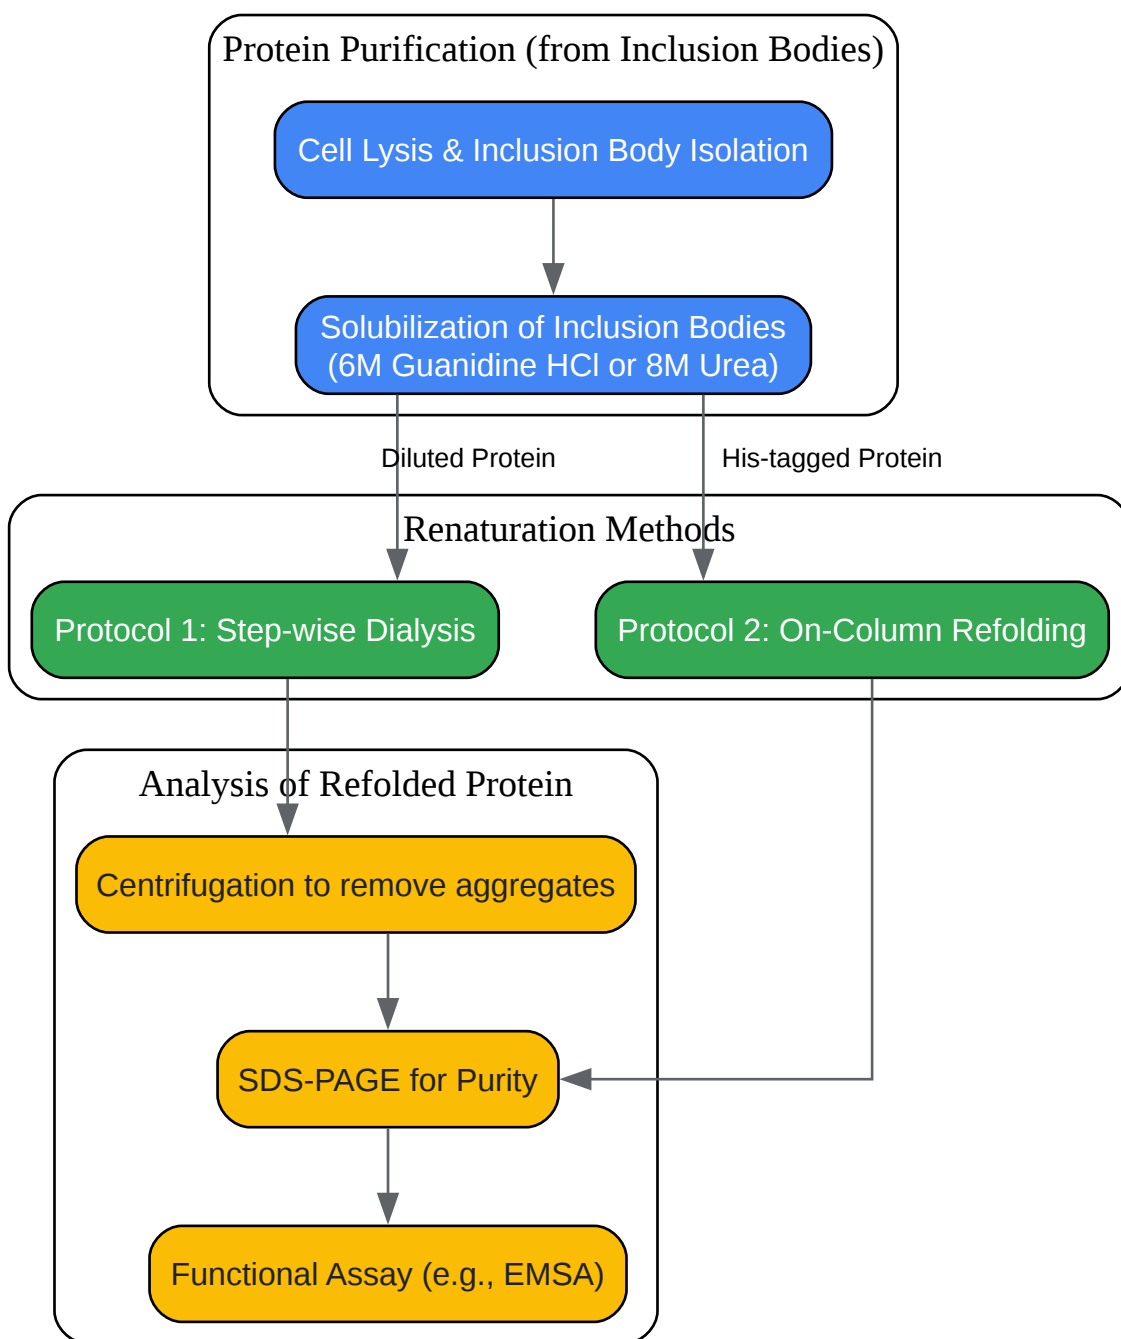 Protein Purification (from Inclusion Bodies)
Cell Lysis & Inclusion Body Isolation
Solubilization of Inclusion Bodies
(6M Guanidine HCl or 8M Urea)
Diluted Protein
His-tagged Protein
Renaturation Methods
Protocol 1: Step-wise Dialysis
Protocol 2: On-Column Refolding
Analysis of Refolded Protein
Centrifugation to remove aggregates
SDS-PAGE for Purity
Functional Assay (e.g., EMSA)